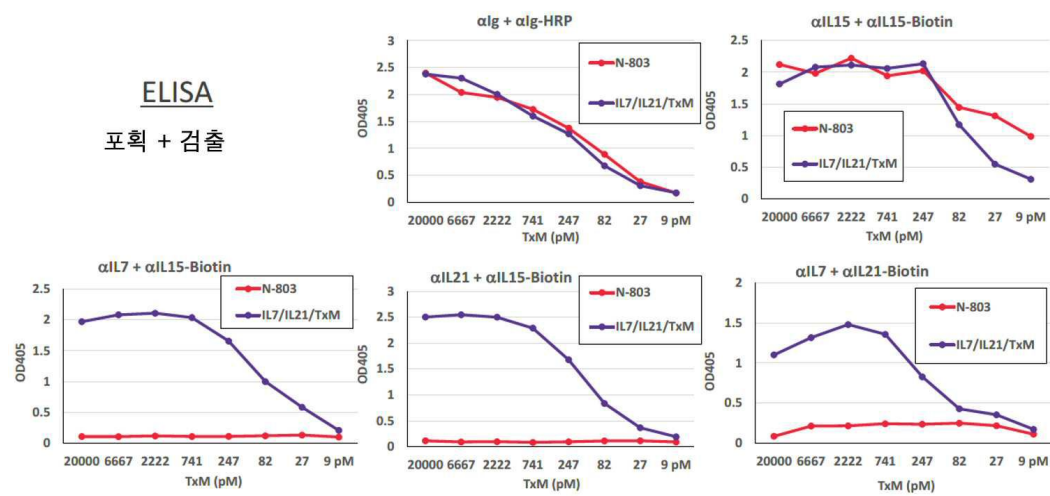 ELISA
포획 + 검출
αIg + αIg-HRP
3
2.5
2
1.5
1
0.5
0
OD405
N-803
IL7/IL21/TxM
20000 6667 2222 741 247 82 27 9 pM
TxM (pM)
αIL15 + αIL15-Biotin
2.5
2
1.5
1
0.5
0
OD405
N-803
IL7/IL21/TxM
20000 6667 2222 741 247 82 27 9 pM
TxM (pM)
αIL7 + αIL15-Biotin
2.5
2
1.5
1
0.5
0
OD405
N-803
IL7/IL21/TxM
20000 6667 2222 741 247 82 27 9 pM
TxM (pM)
αIL21 + αIL15-Biotin
3
2.5
2
1.5
1
0.5
0
OD405
N-803
IL7/IL21/TxM
20000 6667 2222 741 247 82 27 9 pM
TxM (pM)
αIL7 + αIL21-Biotin
2
1.5
1
0.5
0
OD405
N-803
IL7/IL21/TxM
20000 6667 2222 741 247 82 27 9 pM
TxM (pM)